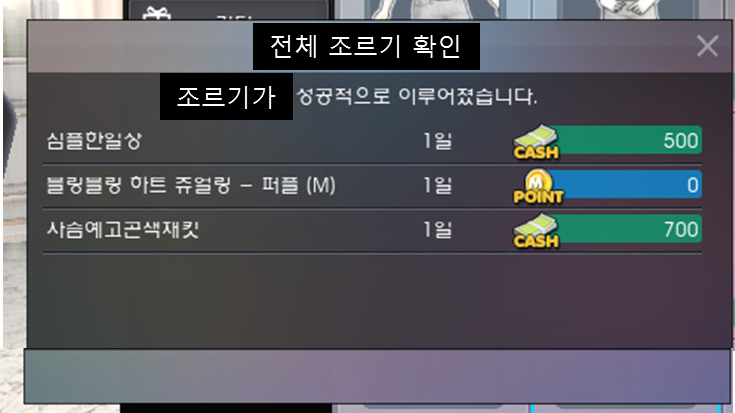 전체 조르기 확인
조르기가 성공적으로 이루어졌습니다.
심플한일상 1일 CASH 500
블링블링 하트 쥬얼링 - 퍼플 (M) 1일 M POINT 0
사슴예고곤색재킷 1일 CASH 700